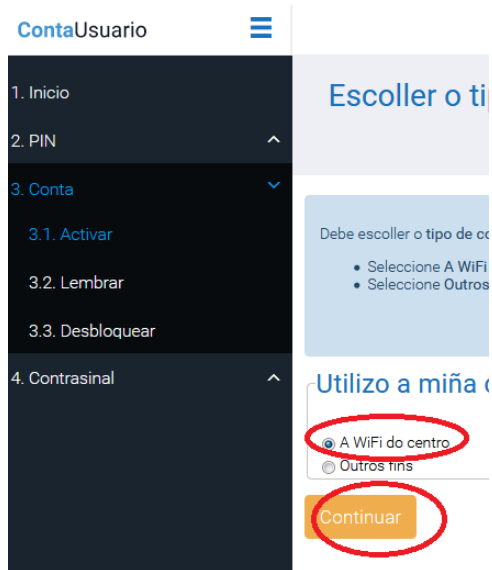 ContaUsuario
1. Inicio
2. PIN
3. Conta
3.1. Activar
3.2. Lembrar
3.3. Desbloquear
4. Contrasinal
Escoller o
Debe escoller o tipo de
Seleccione A WiFi
Seleccione Outros
Utilizo a miña
A WiFi do centro
Outros fins
Continuar